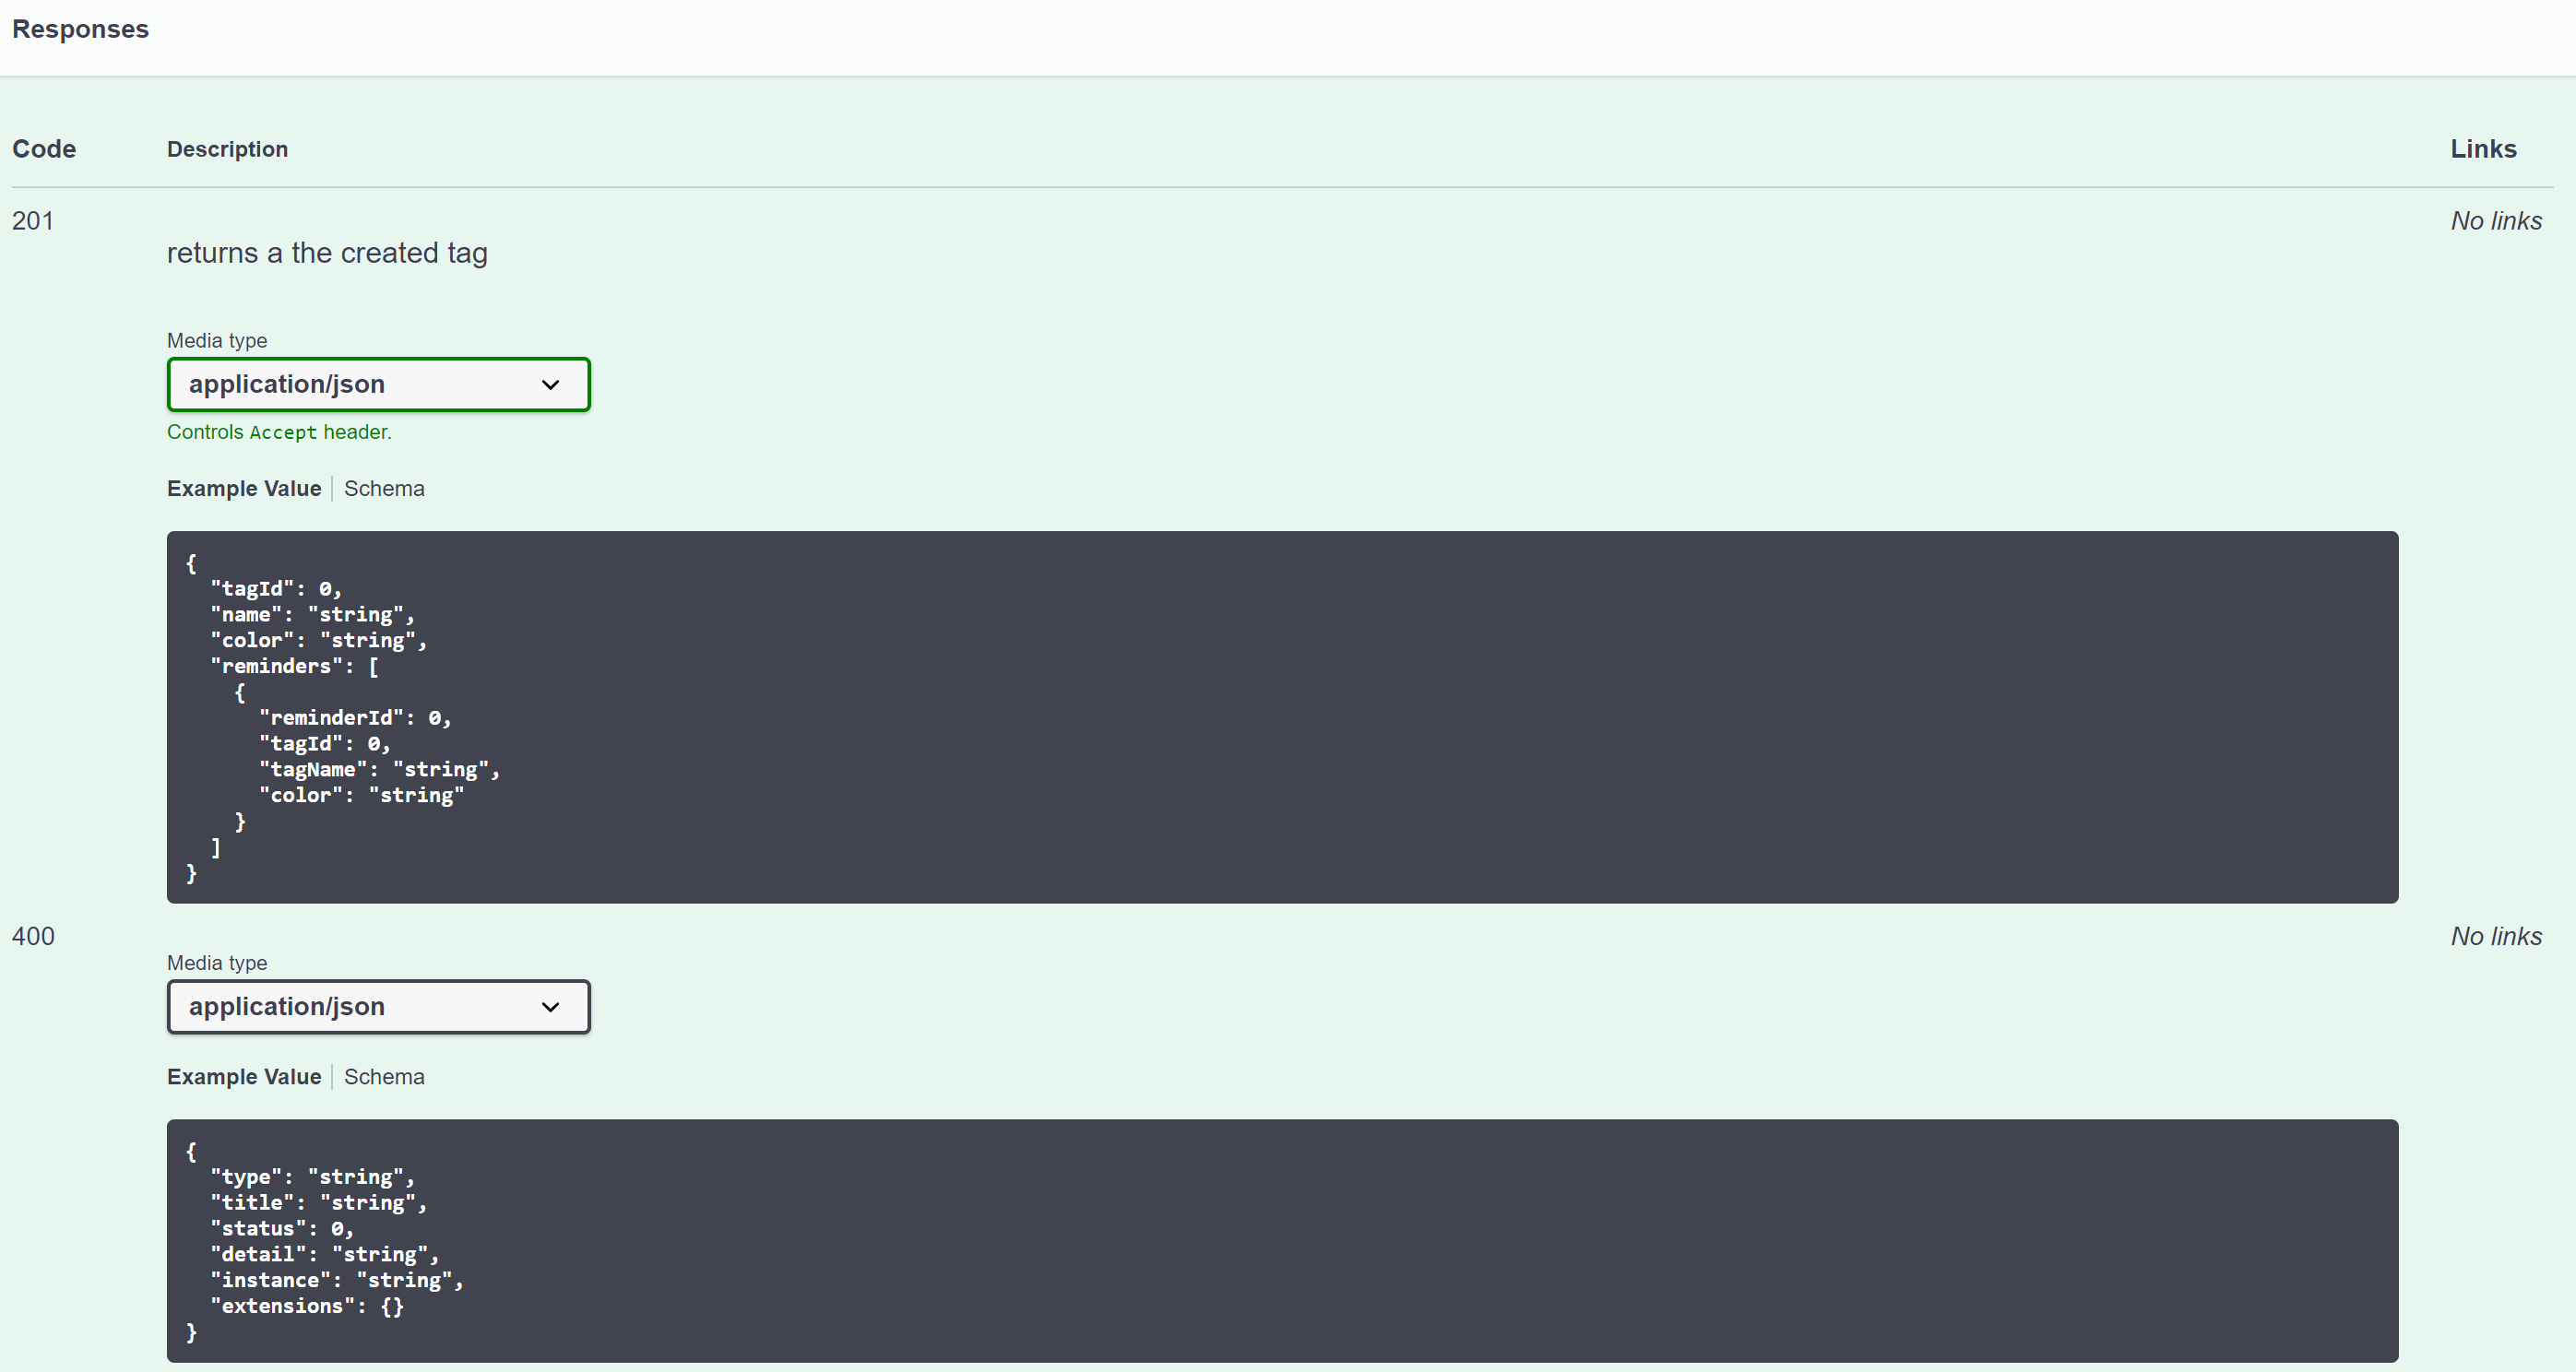 Responses
Code Description Links
201 No links
returns a the created tag
Media type
application/json
Controls Accept header.
Example Value Schema
{
  "tagId": 0,
  "name": "string",
  "color": "string",
  "reminders": [
    {
      "reminderId": 0,
      "tagId": 0,
      "tagName": "string",
      "color": "string"
    }
  ]
}
400 No links
Media type
application/json
Example Value Schema
{
  "type": "string",
  "title": "string",
  "status": 0,
  "detail": "string",
  "instance": "string",
  "extensions": {}
}